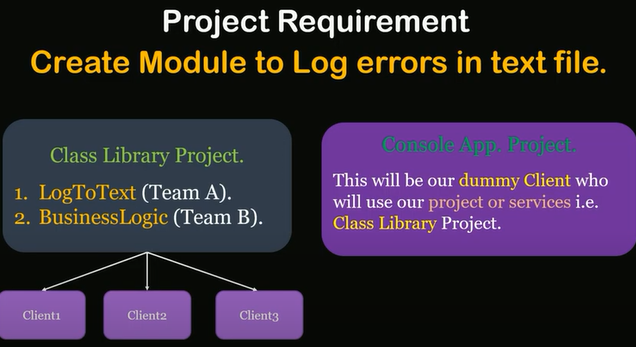 Project Requirement
Create Module to Log errors in text file.
Class Library Project.
1. LogToText (Team A).
2. BusinessLogic (Team B).
Client1
Client2
Client3
Console App. Project.
This will be our dummy Client who
will use our project or services i.e.
Class Library Project.